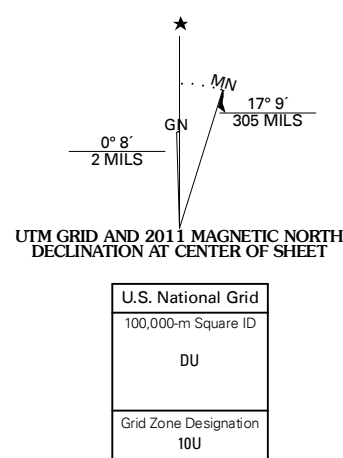 MN
GN
17° 9´
305 MILS
0° 8´
2 MILS
UTM GRID AND 2011 MAGNETIC NORTH
DECLINATION AT CENTER OF SHEET
U.S. National Grid
100,000-m Square ID
DU
Grid Zone Designation
10U